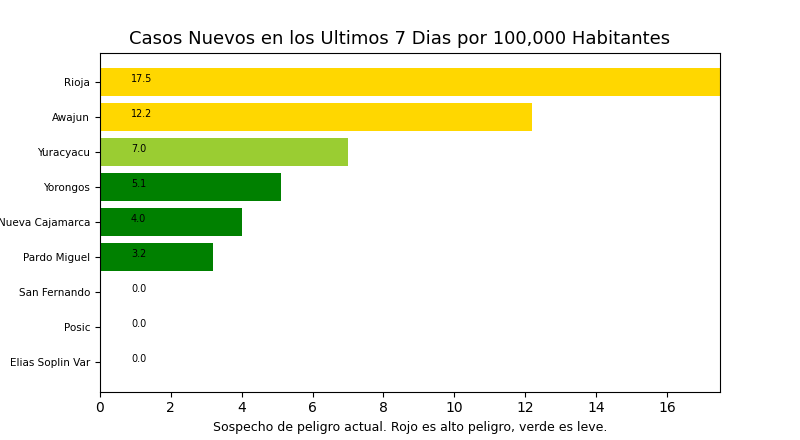 Casos Nuevos en los Ultimos 7 Dias por 100,000 Habitantes
Rioja 17.5
Awajun 12.2
Yuracyacu 7.0
Yorongos 5.1
Nueva Cajamarca 4.0
Pardo Miguel 3.2
San Fernando 0.0
Posic 0.0
Elias Soplin Var 0.0
0 2 4 6 8 10 12 14 16
Sospecho de peligro actual. Rojo es alto peligro, verde es leve.